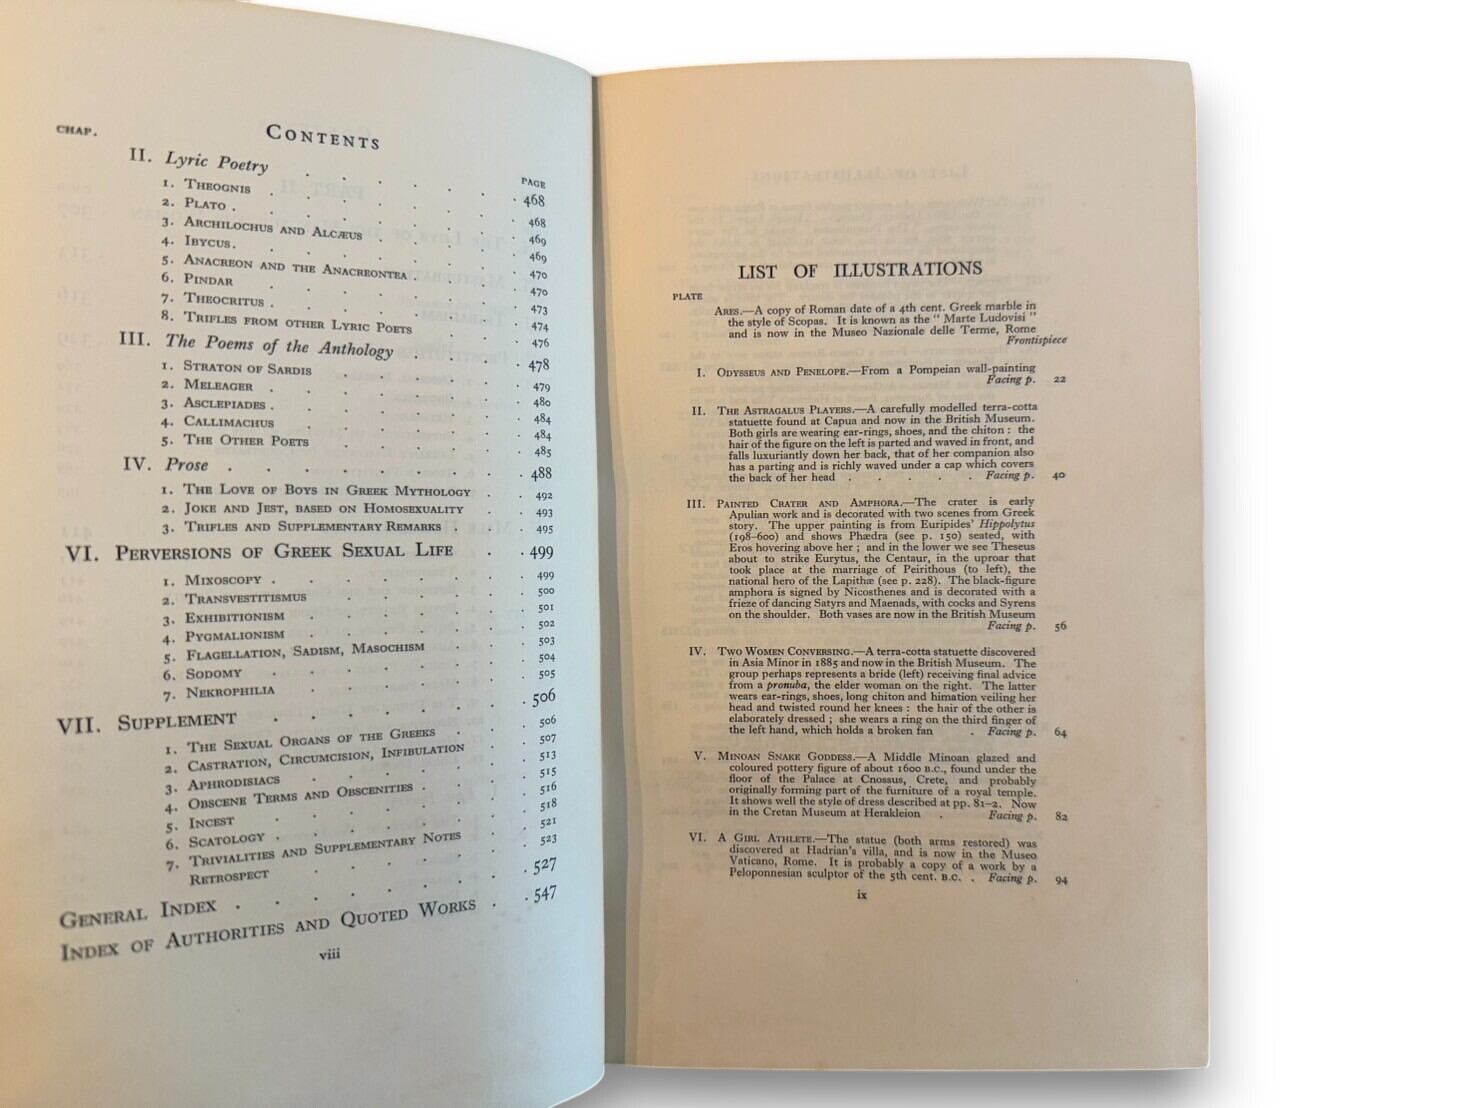 CONTENTS
CHAP.
PAGE
II. Lyric Poetry . . . . . . 468
1. THEOGNIS . . . . . . 468
2. PLATO . . . . . . 469
3. ARCHILOCHUS AND ALCÆUS . . . . 469
4. IBYCUS. . . . . . 470
5. ANACREON AND THE ANACREONTEA . . . 470
6. PINDAR . . . . . . 473
7. THEOCRITUS . . . . . . 474
8. TRIFLES FROM OTHER LYRIC POETS . . . 476
III. The Poems of the Anthology . . . . 478
1. STRATON OF SARDIS . . . . . 479
2. MELEAGER . . . . . . 480
3. ASCLEPIADES . . . . . . 484
4. CALLIMACHUS . . . . . . 484
5. THE OTHER POETS . . . . . 485
IV. Prose . . . . . . . 488
1. THE LOVE OF BOYS IN GREEK MYTHOLOGY . . 492
2. JOKE AND JEST, BASED ON HOMOSEXUALITY . . 493
3. TRIFLES AND SUPPLEMENTARY REMARKS . . . 495
VI. PERVERSIONS OF GREEK SEXUAL LIFE . . 499
1. MIXOSCOPY . . . . . . 499
2. TRANSVESTITISMUS . . . . . 500
3. EXHIBITIONISM . . . . . 501
4. PYGMALIONISM . . . . . 502
5. FLAGELLATION, SADISM, MASOCHISM . . . 503
6. SODOMY . . . . . . 504
7. NEKROPHILIA . . . . . 505
VII. SUPPLEMENT . . . . . . 506
1. THE SEXUAL ORGANS OF THE GREEKS . . . 506
2. CASTRATION, CIRCUMCISION, INFIBULATION . . 507
3. APHRODISIACS . . . . . 513
4. OBSCENE TERMS AND OBSCENITIES . . . 515
5. INCEST . . . . . . 516
6. SCATOLOGY . . . . . . 518
7. TRIVIALITIES AND SUPPLEMENTARY NOTES . . 521
RETROSPECT . . . . . 523
GENERAL INDEX . . . . . . . 527
INDEX OF AUTHORITIES AND QUOTED WORKS . . 547
viii
LIST OF ILLUSTRATIONS
PLATE
ARES.—A copy of Roman date of a 4th cent. Greek marble in
the style of Scopas. It is known as the " Marte Ludovisi "
and is now in the Museo Nazionale delle Terme, Rome
Frontispiece
I. ODYSSEUS AND PENELOPE.—From a Pompeian wall-painting
Facing p. 22
II. THE ASTRAGALUS PLAYERS.—A carefully modelled terra-cotta
statuette found at Capua and now in the British Museum.
Both girls are wearing ear-rings, shoes, and the chiton : the
hair of the figure on the left is parted and waved in front, and
falls luxuriantly down her back, that of her companion also
has a parting and is richly waved under a cap which covers
the back of her head . . . . . Facing p. 40
III. PAINTED CRATER AND AMPHORA.—The crater is early
Apulian work and is decorated with two scenes from Greek
story. The upper painting is from Euripides' Hippolytus
(198–600) and shows Phædra (see p. 150) seated, with
Eros hovering above her ; and in the lower we see Theseus
about to strike Eurytus, the Centaur, in the uproar that
took place at the marriage of Peirithous (to left), the
national hero of the Lapithæ (see p. 228). The black-figure
amphora is signed by Nicosthenes and is decorated with a
frieze of dancing Satyrs and Maenads, with cocks and Syrens
on the shoulder. Both vases are now in the British Museum
Facing p. 56
IV. TWO WOMEN CONVERSING.—A terra-cotta statuette discovered
in Asia Minor in 1885 and now in the British Museum. The
group perhaps represents a bride (left) receiving final advice
from a pronuba, the elder woman on the right. The latter
wears ear-rings, shoes, long chiton and himation veiling her
head and twisted round her knees : the hair of the other is
elaborately dressed ; she wears a ring on the third finger of
the left hand, which holds a broken fan . Facing p. 64
V. MINOAN SNAKE GODDESS.—A Middle Minoan glazed and
coloured pottery figure of about 1600 B.C., found under the
floor of the Palace at Cnossus, Crete, and probably
originally forming part of the furniture of a royal temple.
It shows well the style of dress described at pp. 81–2. Now
in the Cretan Museum at Herakleion . Facing p. 82
VI. A GIRL ATHLETE.—The statue (both arms restored) was
discovered at Hadrian's villa, and is now in the Museo
Vaticano, Rome. It is probably a copy of a work by a
Peloponnesian sculptor of the 5th cent. B.C. . Facing p. 94
ix